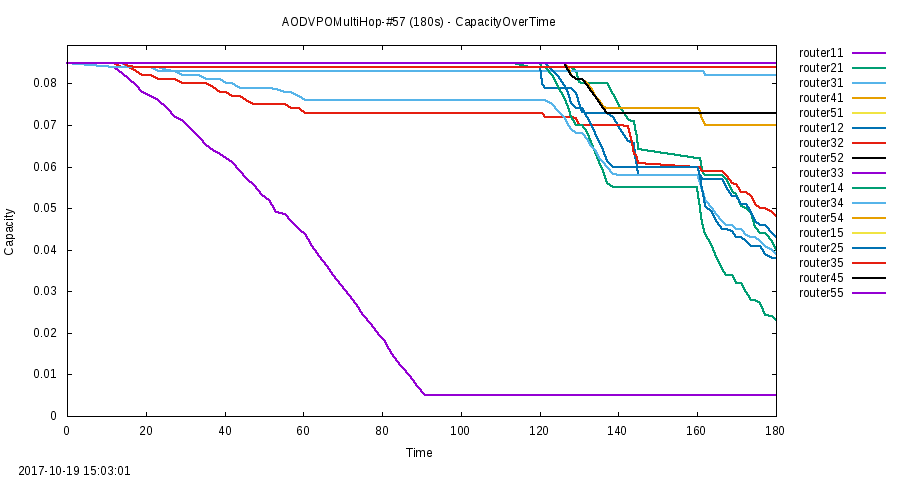 AODVPOMultiHop-#57 (180s) - CapacityOverTime
Capacity
0.08
0.07
0.06
0.05
0.04
0.03
0.02
0.01
0
0 20 40 60 80 100 120 140 160 180
Time
router11
router21
router31
router41
router51
router12
router32
router52
router33
router14
router34
router54
router15
router25
router35
router45
router55
2017-10-19 15:03:01